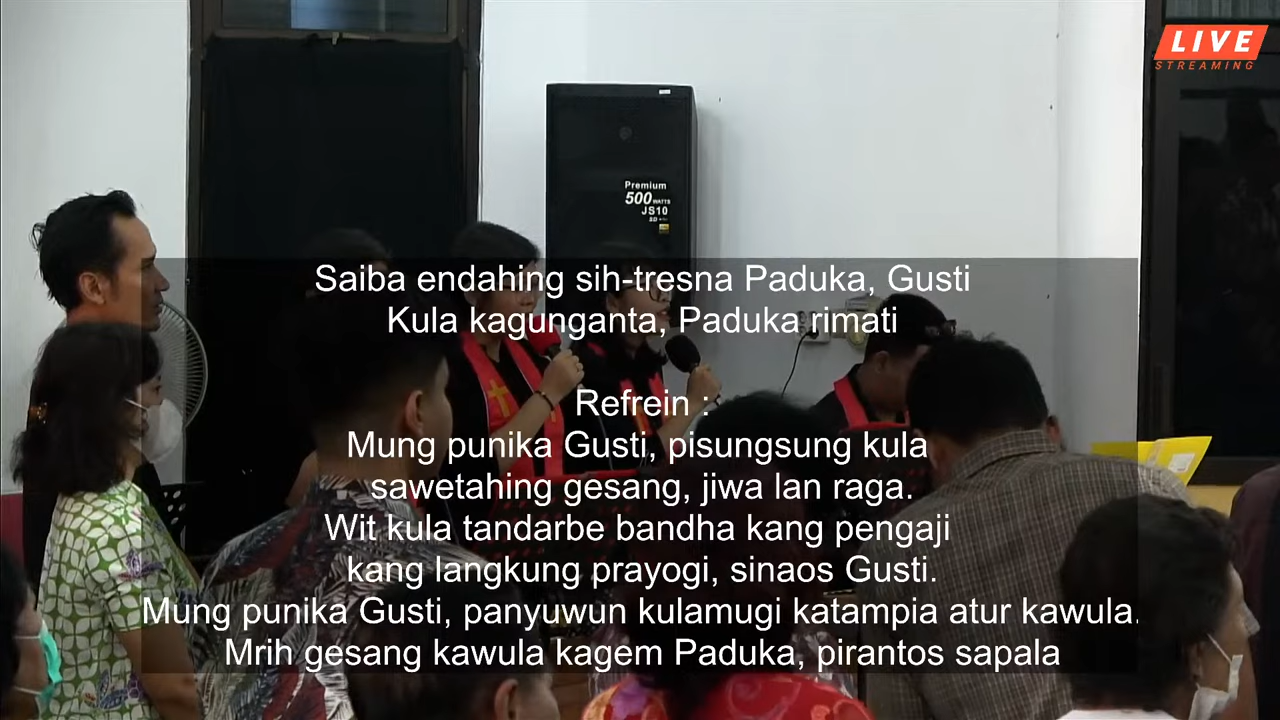 LIVE
STREAMING
Premium
500 WATTS
JS10
Saiba endahing sih-tresna Paduka, Gusti
Kula kagunganta, Paduka rimati
Refrein :
Mung punika Gusti, pisungsung kula
sawetahing gesang, jiwa lan raga.
Wit kula tandarbe bandha kang pengaji
kang langkung prayogi, sinaos Gusti.
Mung punika Gusti, panyuwun kulamugi katampia atur kawula.
Mrih gesang kawula kagem Paduka, pirantos sapala